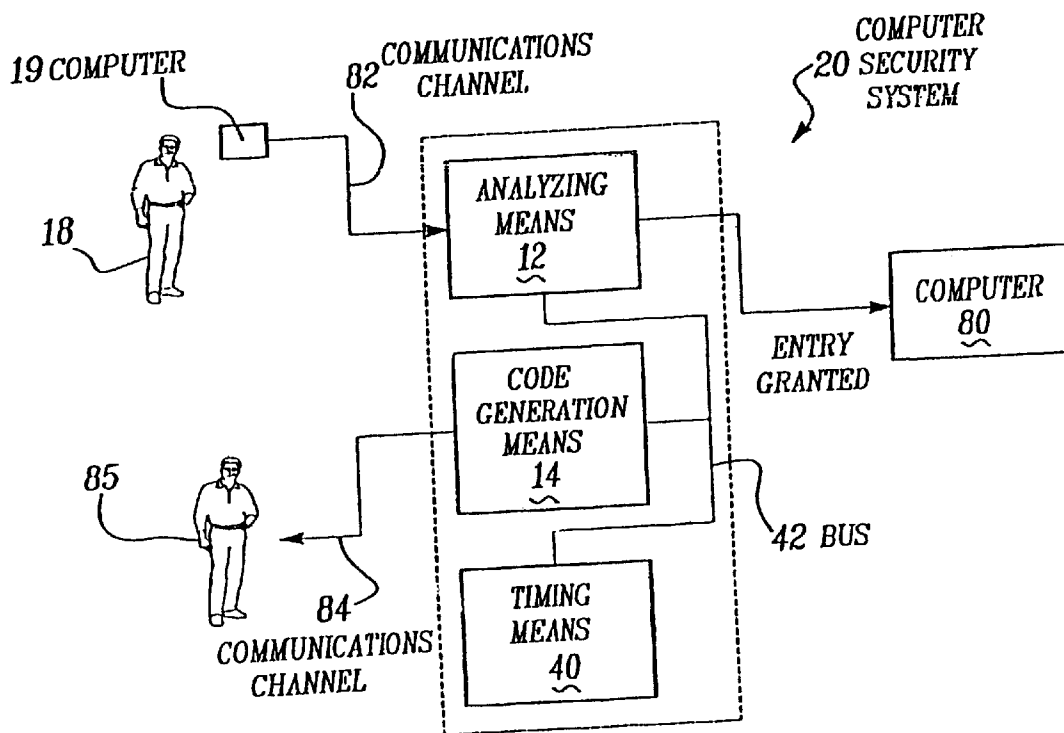 19 COMPUTER
82
COMMUNICATIONS
CHANNEL
COMPUTER
20 SECURITY
SYSTEM
18
ANALYZING
MEANS
12
COMPUTER
80
ENTRY
GRANTED
CODE
GENERATION
MEANS
14
85
84
COMMUNICATIONS
CHANNEL
42 BUS
TIMING
MEANS
40